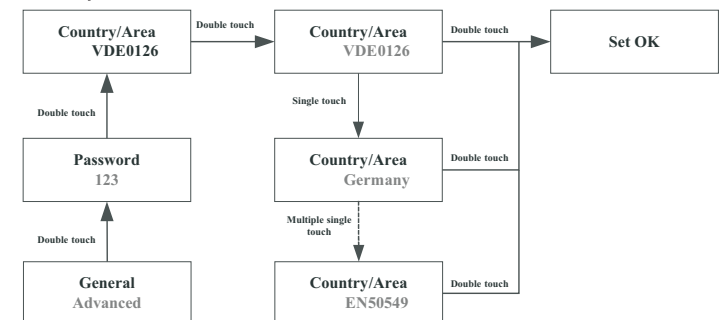 Double touch
Double touch
Country/Area
VDE0126
Country/Area
VDE0126
Set OK
Double touch
Single touch
Password
123
Country/Area
Germany
Double touch
Double touch
Multiple single
touch
General
Advanced
Country/Area
EN50549
Double touch